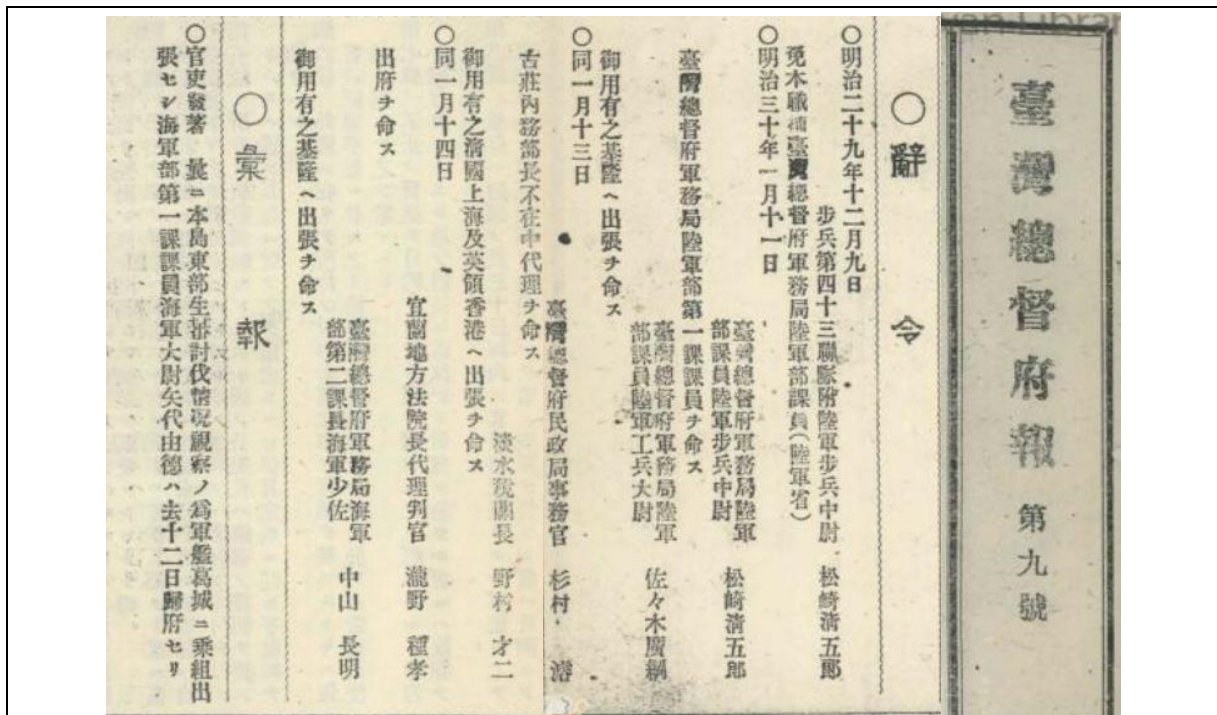 臺灣總督府報 第九號
○辭令
○明治二十九年十二月九日
步兵第四十三聯隊附陸軍步兵中尉 松崎淸五郎
免本職補臺灣總督府軍務局陸軍部課員(陸軍省)
○明治三十年一月十一日
臺灣總督府軍務局陸軍
部課員陸軍步兵中尉 松崎淸五郎
臺灣總督府軍務局陸軍部第一課課員ヲ命ス
臺灣總督府軍務局陸軍
部課員陸軍工兵大尉 佐々木廣綱
御用有之基隆ヘ出張ヲ命ス
○同一月十三日
臺灣總督府民政局事務官 杉村 濬
古莊內務部長不在中代理ヲ命ス
淡水稅關長 野村 才二
御用有之淸國上海及英領香港ヘ出張ヲ命ス
○同一月十四日
宜蘭地方法院長代理判官 瀧野 種孝
出府ヲ命ス
臺灣總督府軍務局海軍
部第二課長海軍少佐 中山 長明
御用有之基隆ヘ出張ヲ命ス
○彙報
○官吏發著 曩ニ本島東部生蕃討伐情況視察ノ爲軍艦葛城ニ乘組出
張セシ海軍部第一課課員海軍大尉矢代由德ハ去十二日歸府セリ